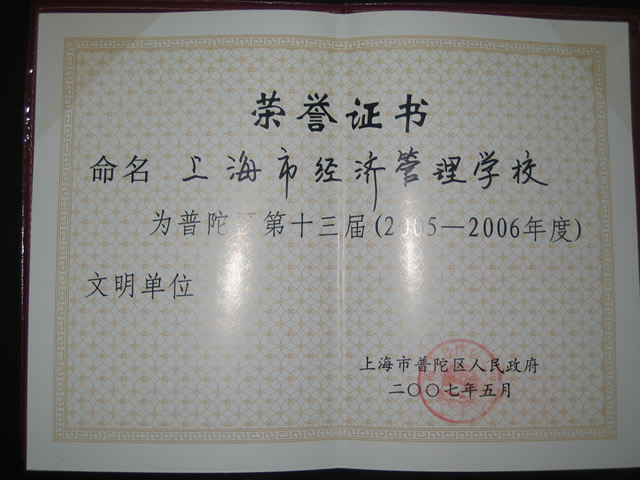 荣誉证书
命名 上海市经济管理学校
为普陀区第十三届(2005—2006年度)
文明单位
上海市普陀区人民政府
二〇〇七年五月